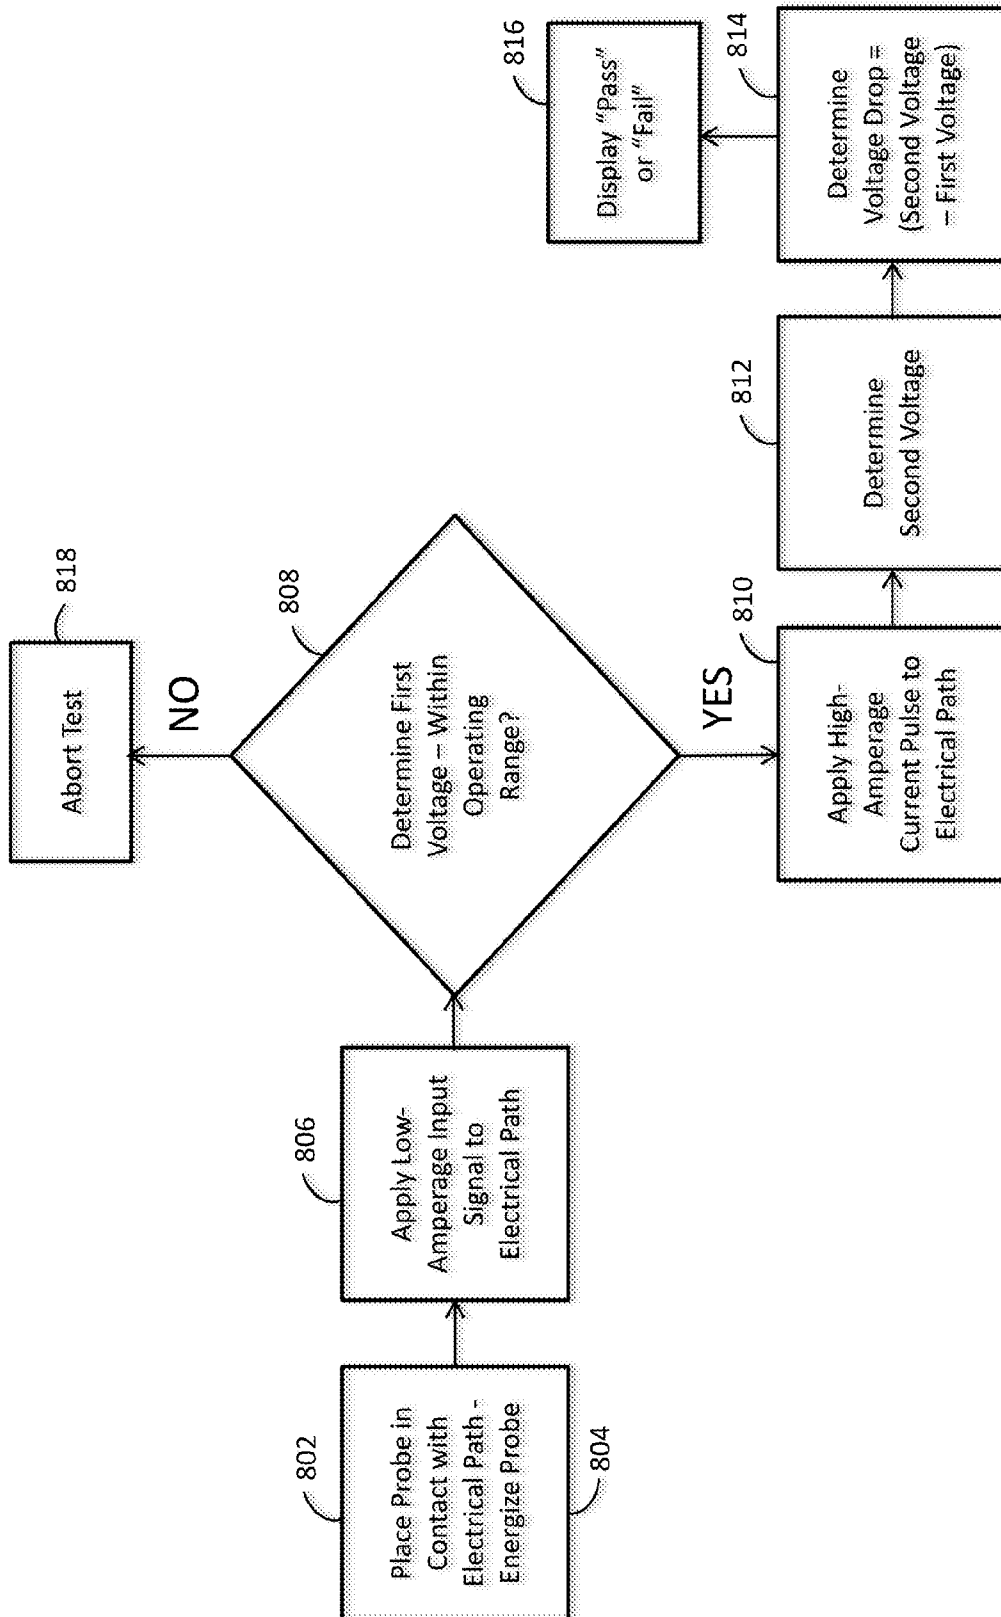 802
Place Probe in
Contact with
Electrical Path -
Energize Probe
804
806
Apply Low-
Amperage Input
Signal to
Electrical Path
808
Determine First
Voltage – Within
Operating
Range?
NO
818
Abort Test
YES
810
Apply High-
Amperage
Current Pulse to
Electrical Path
812
Determine
Second Voltage
814
Determine
Voltage Drop =
(Second Voltage
– First Voltage)
816
Display "Pass"
or "Fail"